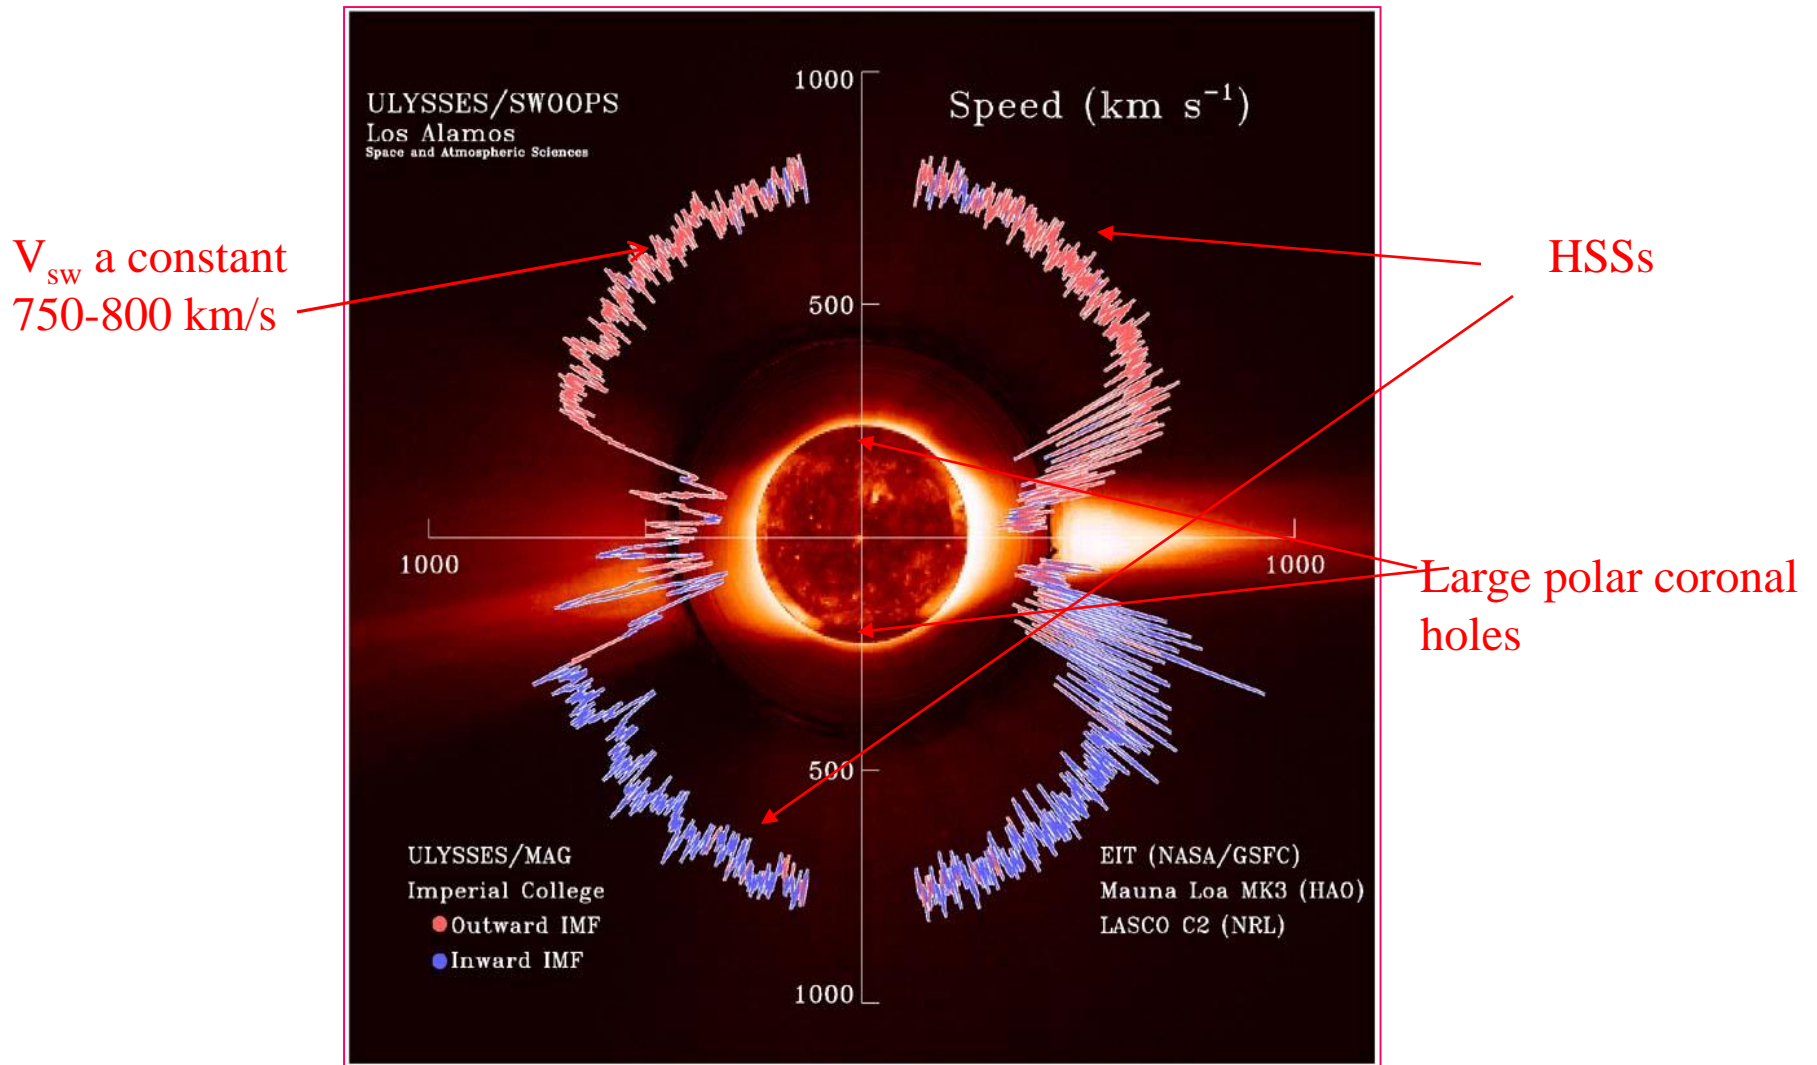 ULYSSES/SWOOPS
Los Alamos
Space and Atmospheric Sciences
1000
Speed (km s⁻¹)
V_sw a constant
750-800 km/s
HSSs
500
1000
1000
Large polar coronal
holes
500
ULYSSES/MAG
Imperial College
Outward IMF
Inward IMF
EIT (NASA/GSFC)
Mauna Loa MK3 (HAO)
LASCO C2 (NRL)
1000